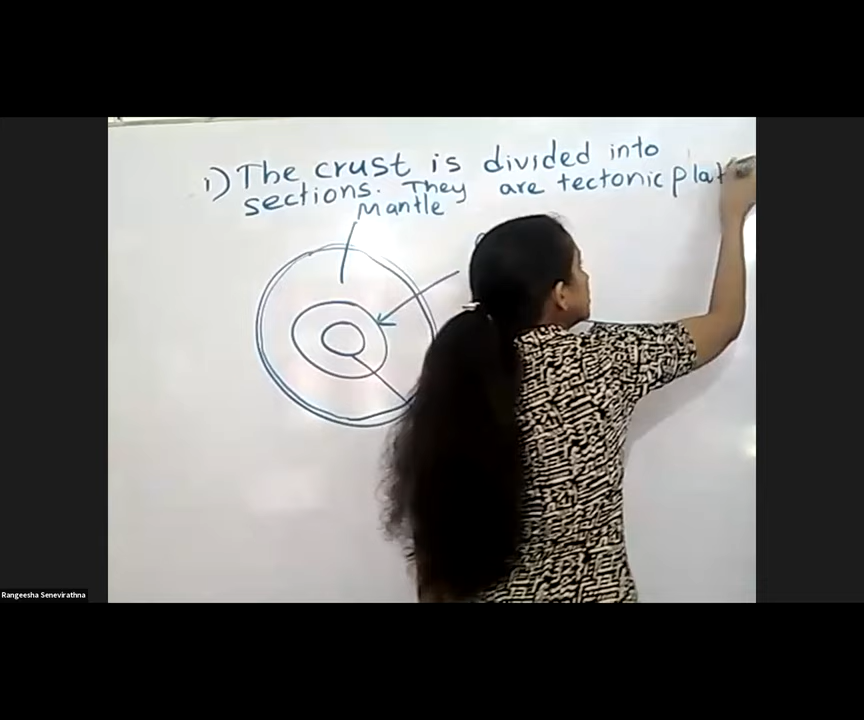 1) The crust is divided into
sections. They are tectonic plat
Mantle
Rangeesha Senevirathna